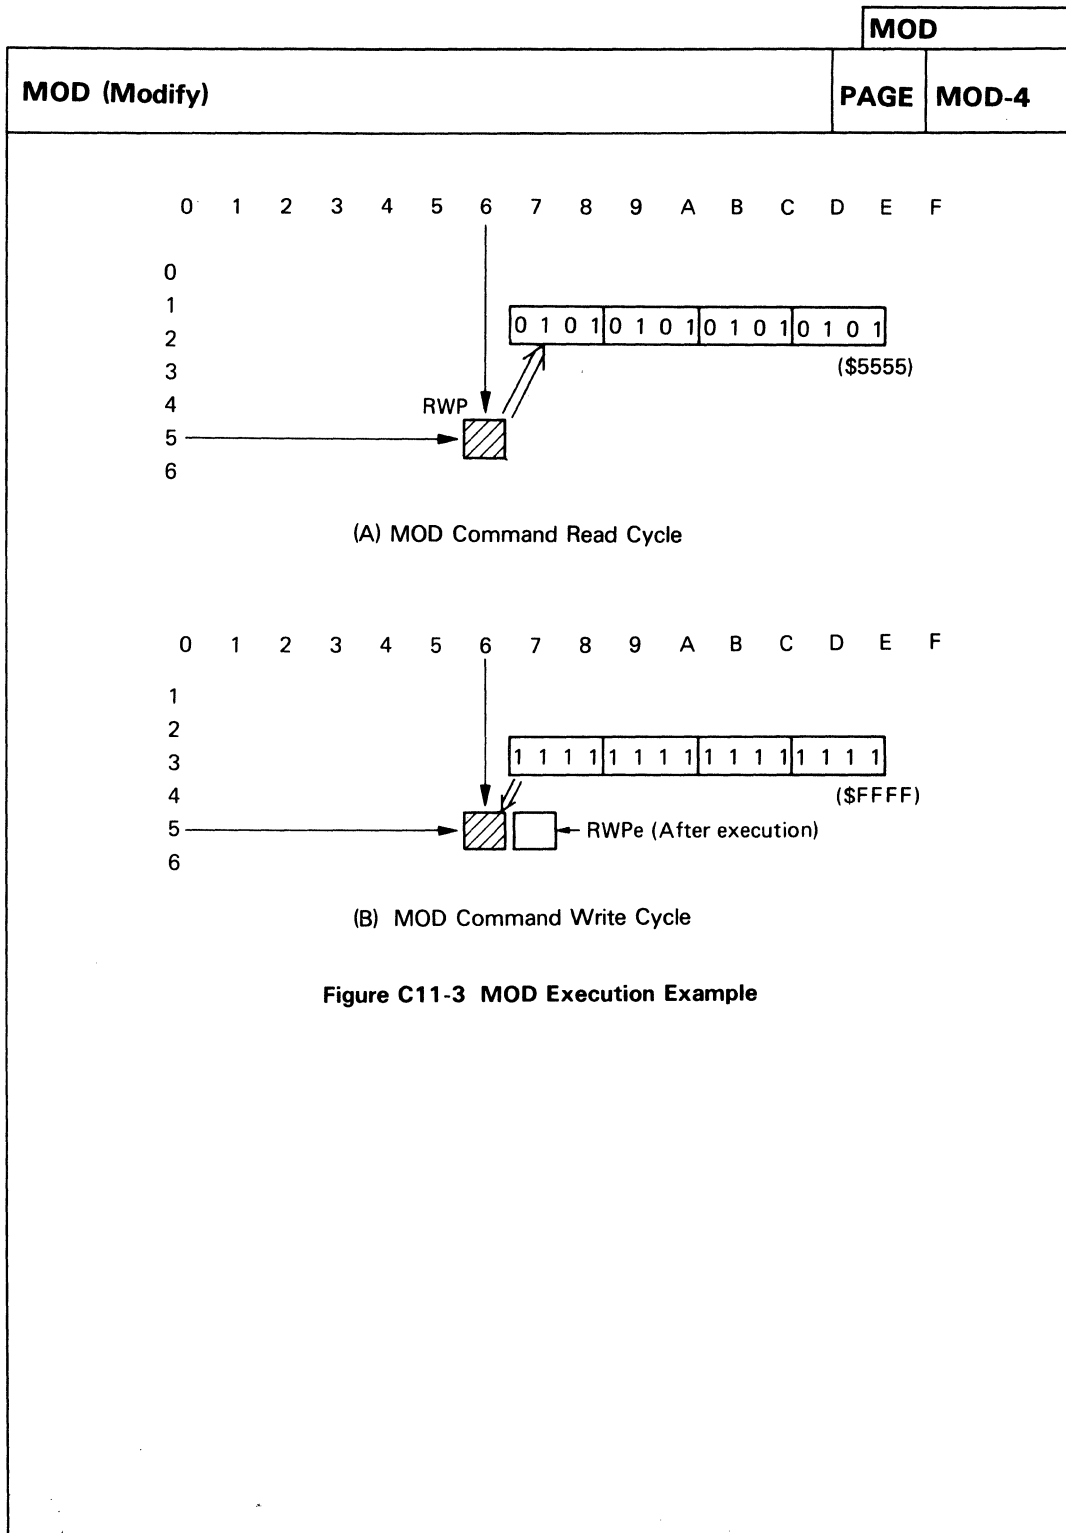 MOD
MOD (Modify) PAGE MOD-4
0 1 2 3 4 5 6 7 8 9 A B C D E F
0
1
0 1 0 1 0 1 0 1 0 1 0 1 0 1 0 1
2
3 ($5555)
4 RWP
5
6
(A) MOD Command Read Cycle
0 1 2 3 4 5 6 7 8 9 A B C D E F
1
2
3 1 1 1 1 1 1 1 1 1 1 1 1 1 1 1 1
4 ($FFFF)
5 RWPe (After execution)
6
(B) MOD Command Write Cycle
Figure C11-3 MOD Execution Example